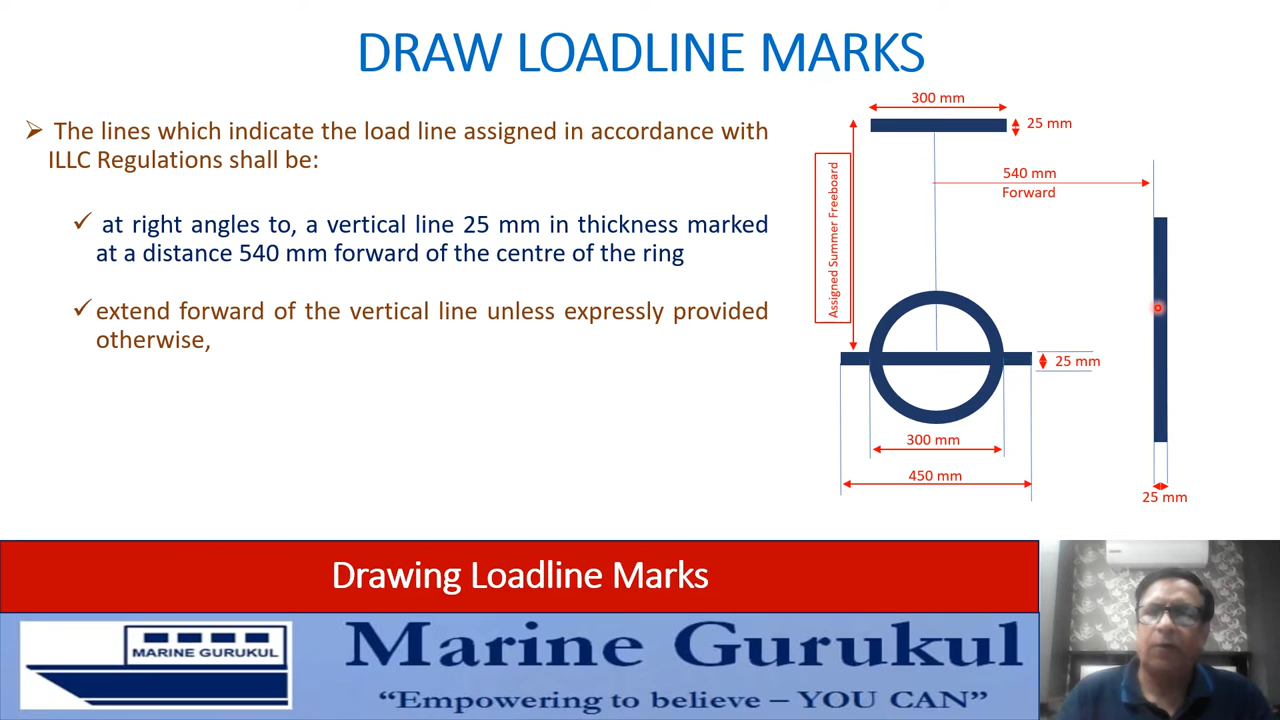 DRAW LOADLINE MARKS
➢ The lines which indicate the load line assigned in accordance with
ILLC Regulations shall be:
✓ at right angles to, a vertical line 25 mm in thickness marked
at a distance 540 mm forward of the centre of the ring
✓ extend forward of the vertical line unless expressly provided
otherwise,
300 mm
25 mm
540 mm
Forward
Assigned Summer Freeboard
25 mm
300 mm
450 mm
25 mm
Drawing Loadline Marks
MARINE GURUKUL
Marine Gurukul
“Empowering to believe – YOU CAN”